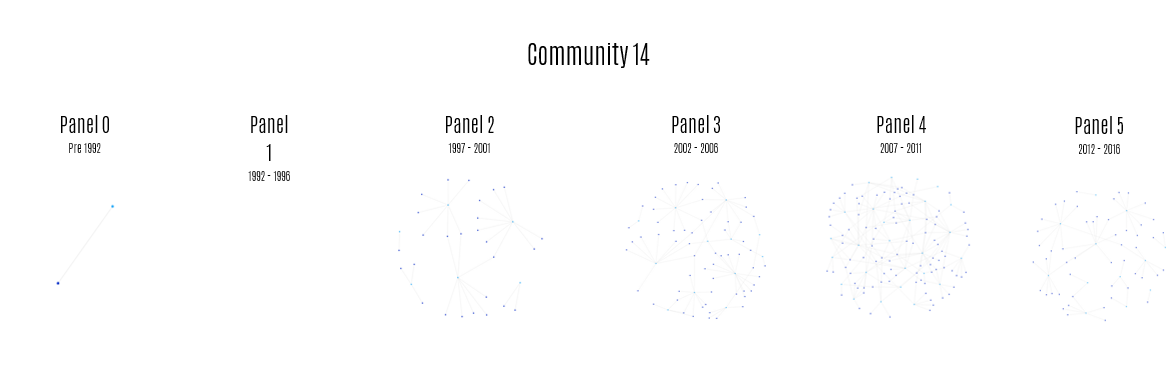 Community 14
Panel 0
Pre 1992
Panel
1
1992 - 1996
Panel 2
1997 - 2001
Panel 3
2002 - 2006
Panel 4
2007 - 2011
Panel 5
2012 - 2016